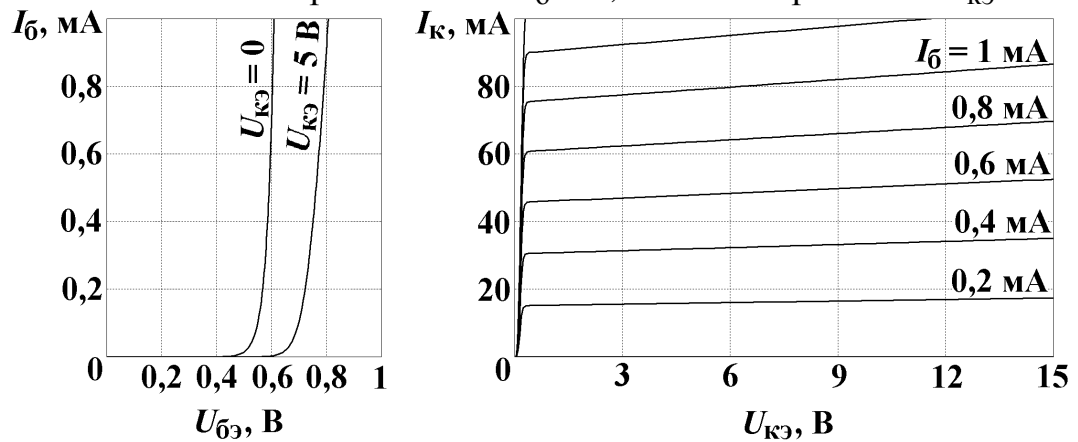 Iб, мА
0,8
0,6
0,4
0,2
0
0,2 0,4 0,6 0,8 1
Uбэ, В
Uкэ = 0
Uкэ = 5 В
Iк, мА
80
60
40
20
0
3 6 9 12 15
Uкэ, В
Iб = 1 мА
0,8 мА
0,6 мА
0,4 мА
0,2 мА